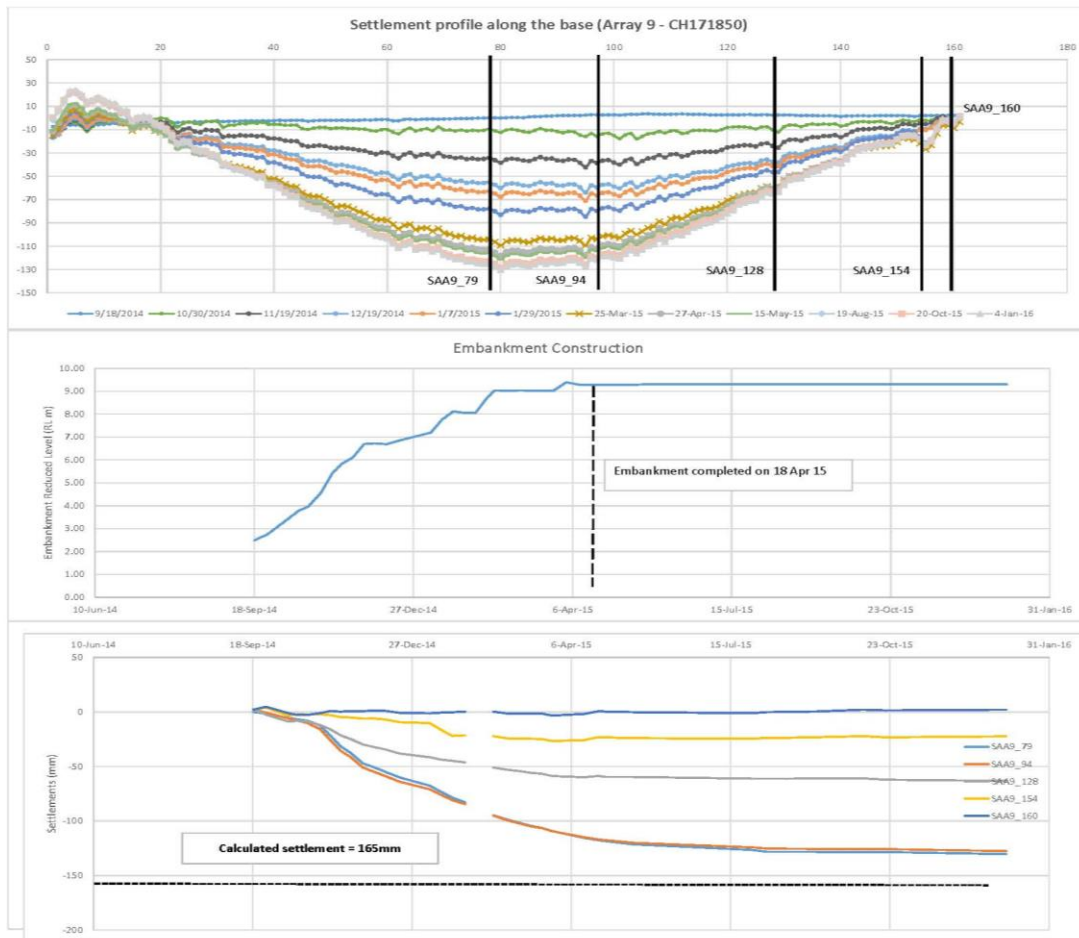 Settlement profile along the base (Array 9 - CH171850)
0 20 40 60 80 100 120 140 160 180
50
30
10
-10
-30
-50
-70
-90
-110
-130
-150
SAA9_160
SAA9_79
SAA9_94
SAA9_128
SAA9_154
9/18/2014 10/30/2014 11/19/2014 12/19/2014 1/7/2015 1/29/2015 25-Mar-15 27-Apr-15 15-May-15 19-Aug-15 20-Oct-15 4-Jan-16
Embankment Construction
Embankment Reduced Level (RL m)
10.00
9.00
8.00
7.00
6.00
5.00
4.00
3.00
2.00
1.00
0.00
Embankment completed on 18 Apr 15
10-Jun-14 18-Sep-14 27-Dec-14 6-Apr-15 15-Jul-15 23-Oct-15 31-Jan-16
10-Jun-14 18-Sep-14 27-Dec-14 6-Apr-15 15-Jul-15 23-Oct-15 31-Jan-16
Settlements (mm)
50
0
-50
-100
-150
-200
SAA9_79
SAA9_94
SAA9_128
SAA9_154
SAA9_160
Calculated settlement = 165mm